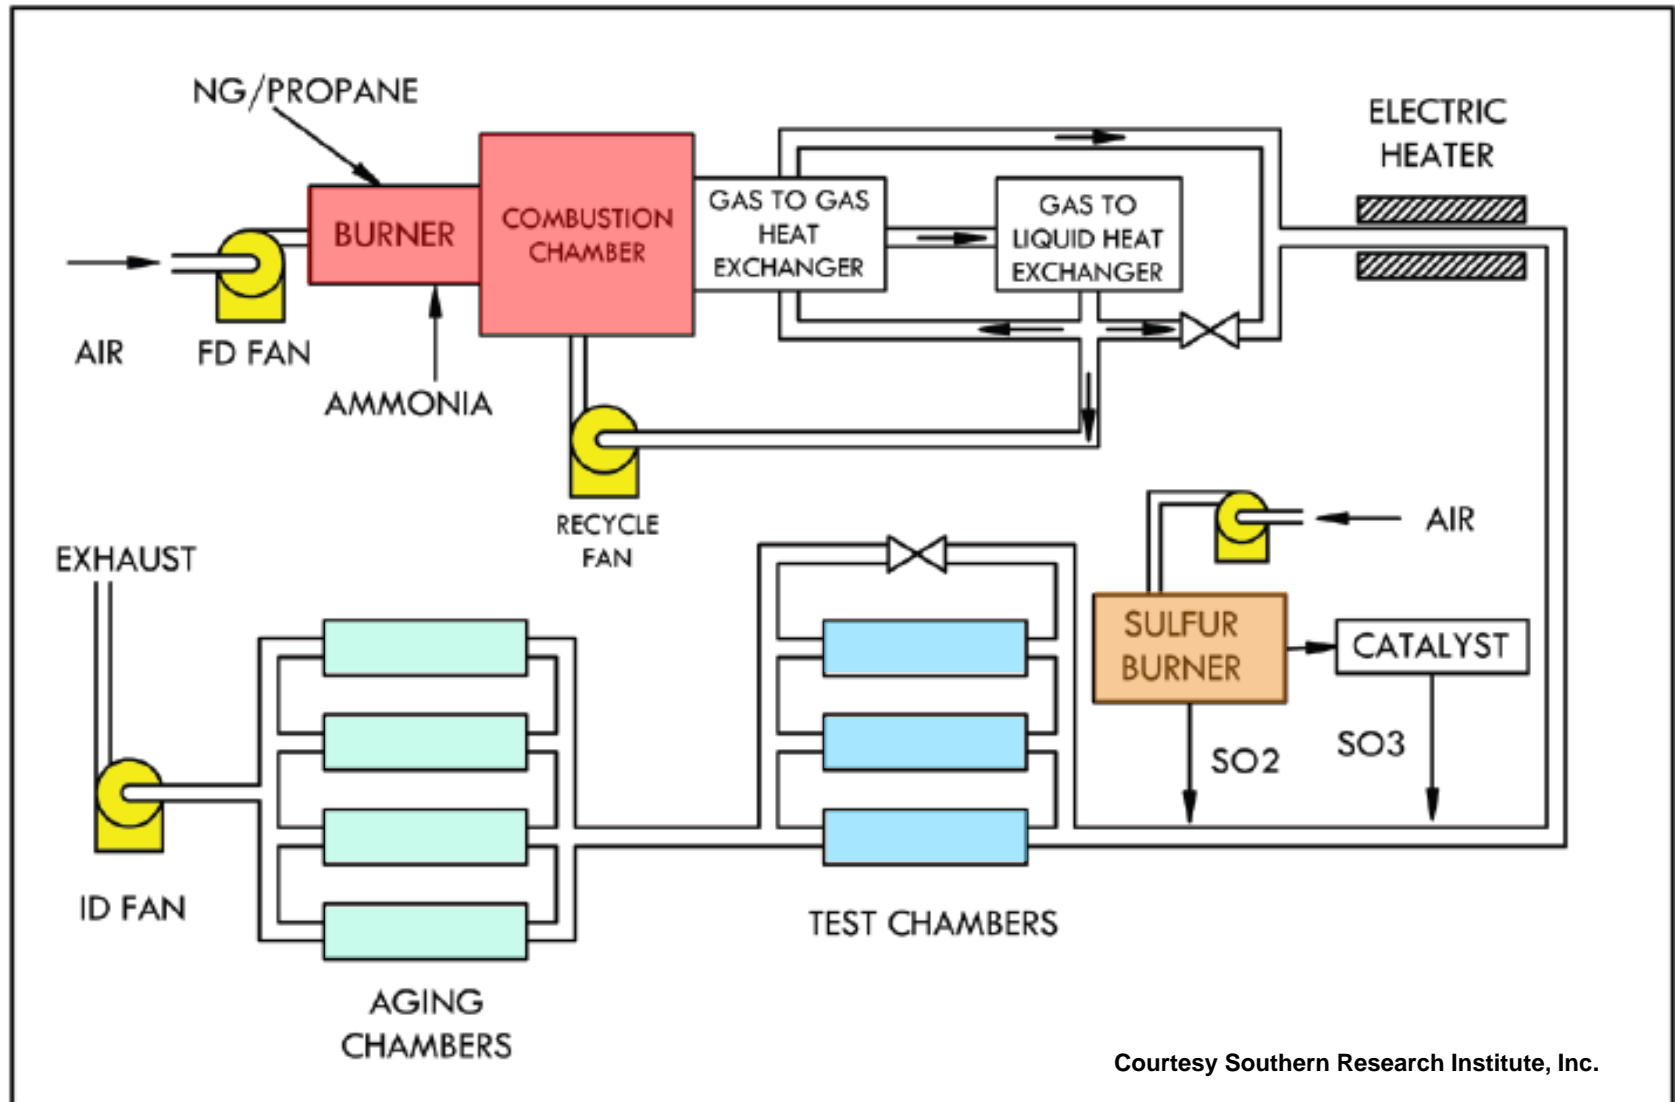 NG/PROPANE
ELECTRIC
HEATER
BURNER
COMBUSTION
CHAMBER
GAS TO GAS
HEAT
EXCHANGER
GAS TO
LIQUID HEAT
EXCHANGER
AIR
FD FAN
AMMONIA
RECYCLE
FAN
AIR
EXHAUST
SULFUR
BURNER
CATALYST
SO2
SO3
ID FAN
TEST CHAMBERS
AGING
CHAMBERS
Courtesy Southern Research Institute, Inc.